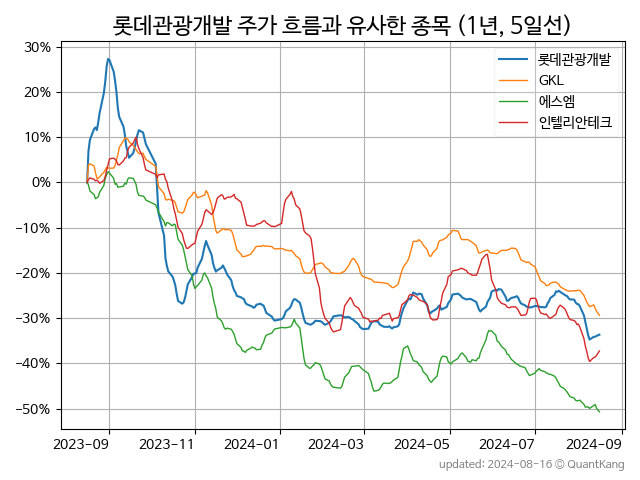 롯데관광개발 주가 흐름과 유사한 종목 (1년, 5일선)
30%
20%
10%
0%
−10%
−20%
−30%
−40%
−50%
롯데관광개발
GKL
에스엠
인텔리안테크
2023-09
2023-11
2024-01
2024-03
2024-05
2024-07
2024-09
updated: 2024-08-16 © QuantKang